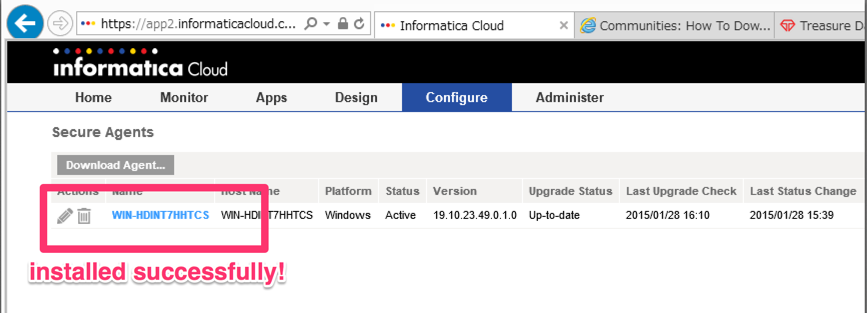 https://app2.informaticacloud.c... Informatica Cloud Communities: How To Dow... Treasure D
informatica Cloud
Home Monitor Apps Design Configure Administer
Secure Agents
Download Agent...
Actions Name Host Name Platform Status Version Upgrade Status Last Upgrade Check Last Status Change
WIN-HDINT7HHTCS WIN-HDINT7HHTCS Windows Active 19.10.23.49.0.1.0 Up-to-date 2015/01/28 16:10 2015/01/28 15:39
installed successfully!